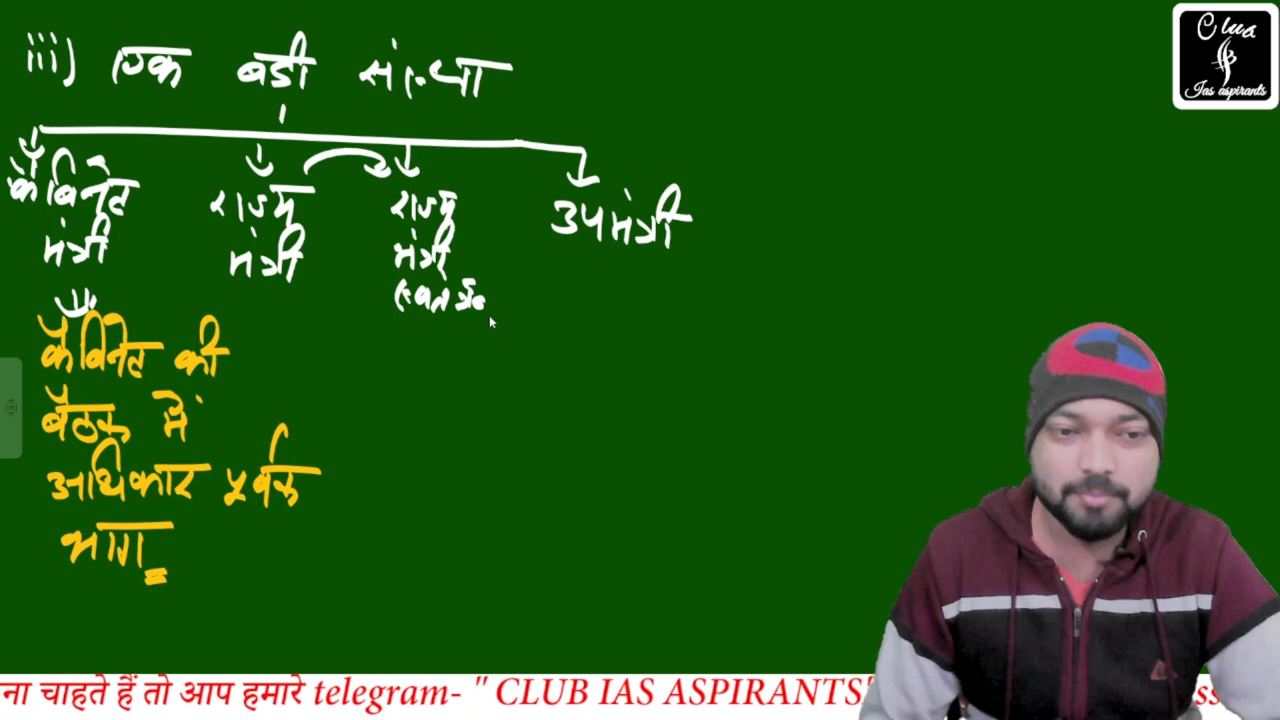 iii) एक बडी संस्था
कैबिनेट मंत्री
राज्य मंत्री
राज्य मंत्री (स्वतंत्र
उपमंत्री
कैबिनेट की
बैठक में
अधिकार पूर्वक
भाग
Club
Ias aspirants
ना चाहते हैं तो आप हमारे telegram- " CLUB IAS ASPIRANTS"